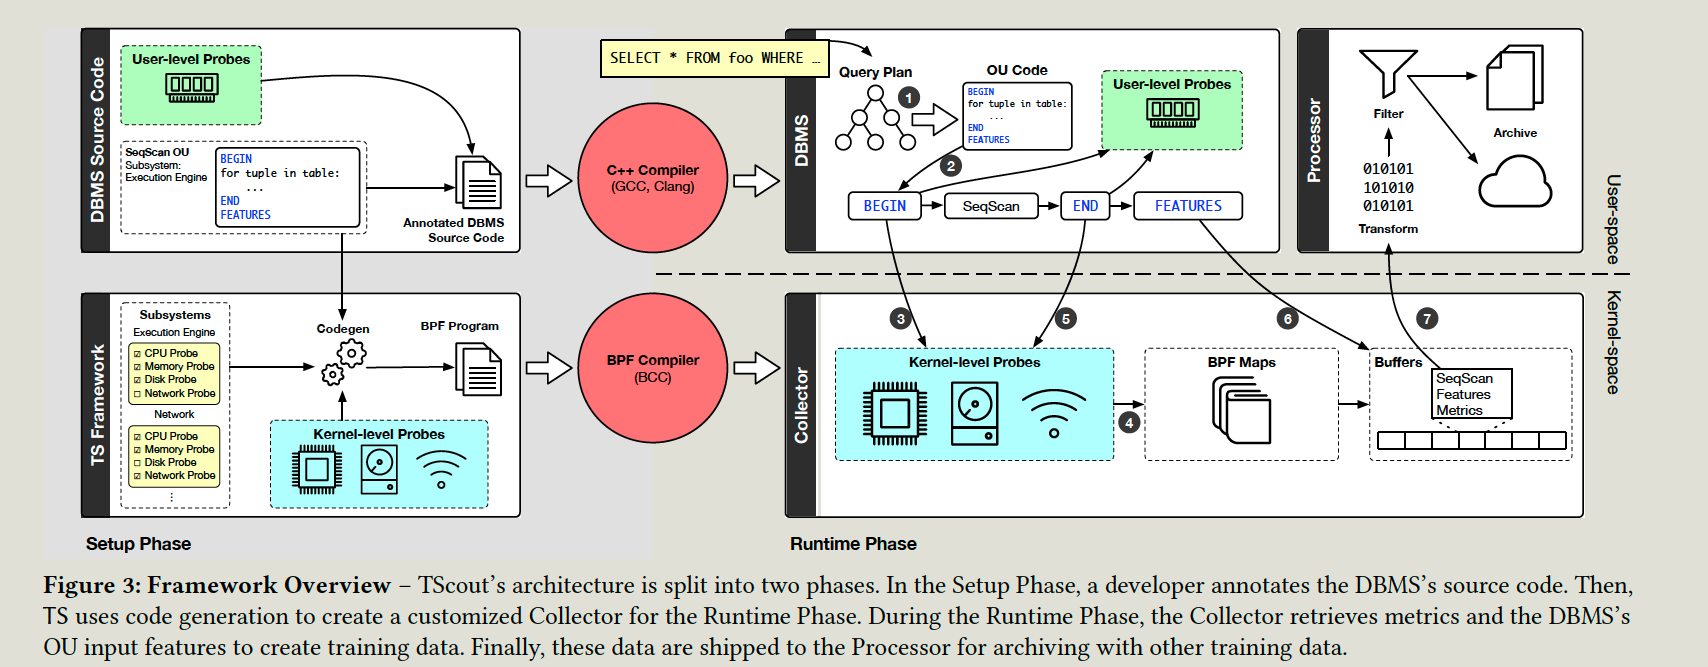 DBMS Source Code
User-level Probes
SeqScan OU
Subsystem:
Execution Engine
BEGIN
for tuple in table:
...
END
FEATURES
Annotated DBMS
Source Code
C++ Compiler
(GCC, Clang)
SELECT * FROM foo WHERE …
DBMS
Query Plan
1
OU Code
BEGIN
for tuple in table:
...
END
FEATURES
User-level Probes
2
BEGIN
SeqScan
END
FEATURES
Processor
Filter
010101
101010
010101
Transform
Archive
User-space
Kernel-space
TS Framework
Subsystems
Execution Engine
☑ CPU Probe
☑ Memory Probe
☑ Disk Probe
☐ Network Probe
Network
☑ CPU Probe
☑ Memory Probe
☐ Disk Probe
☑ Network Probe
⋮
Codegen
BPF Program
Kernel-level Probes
BPF Compiler
(BCC)
Collector
3
5
6
7
Kernel-level Probes
4
BPF Maps
Buffers
SeqScan
Features
Metrics
Setup Phase
Runtime Phase
Figure 3: Framework Overview – TScout's architecture is split into two phases. In the Setup Phase, a developer annotates the DBMS's source code. Then,
TS uses code generation to create a customized Collector for the Runtime Phase. During the Runtime Phase, the Collector retrieves metrics and the DBMS's
OU input features to create training data. Finally, these data are shipped to the Processor for archiving with other training data.